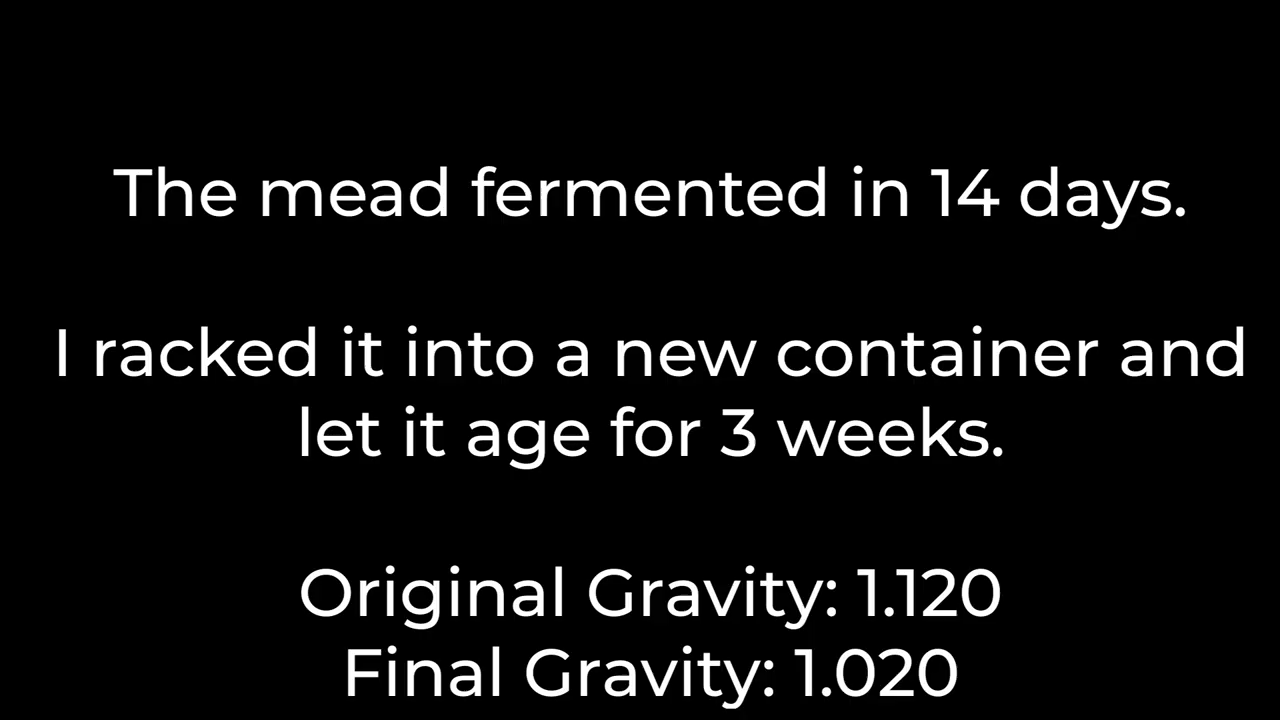 The mead fermented in 14 days.
I racked it into a new container and
let it age for 3 weeks.
Original Gravity: 1.120
Final Gravity: 1.020